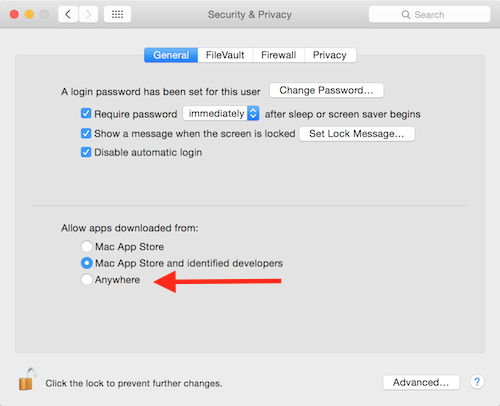 Security & Privacy
Search
General FileVault Firewall Privacy
A login password has been set for this user Change Password…
Require password immediately after sleep or screen saver begins
Show a message when the screen is locked Set Lock Message…
Disable automatic login
Allow apps downloaded from:
Mac App Store
Mac App Store and identified developers
Anywhere
Click the lock to prevent further changes. Advanced… ?